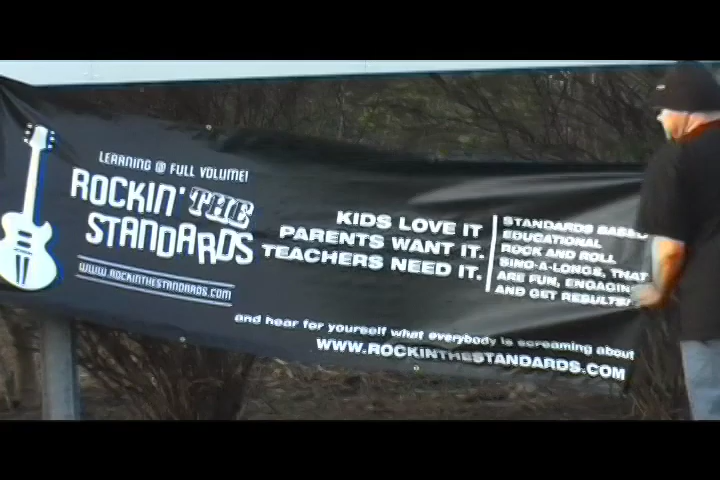 LEARNING @ FULL VOLUME!
ROCKIN' THE
STANDARDS
WWW.ROCKINTHESTANDARDS.COM
KIDS LOVE IT
PARENTS WANT IT.
TEACHERS NEED IT.
STANDARDS BASED
EDUCATIONAL
ROCK AND ROLL
SING-A-LONGS, THAT
ARE FUN, ENGAGIN
AND GET RESULTS!
and hear for yourself what everybody is screaming about
WWW.ROCKINTHESTANDARDS.COM